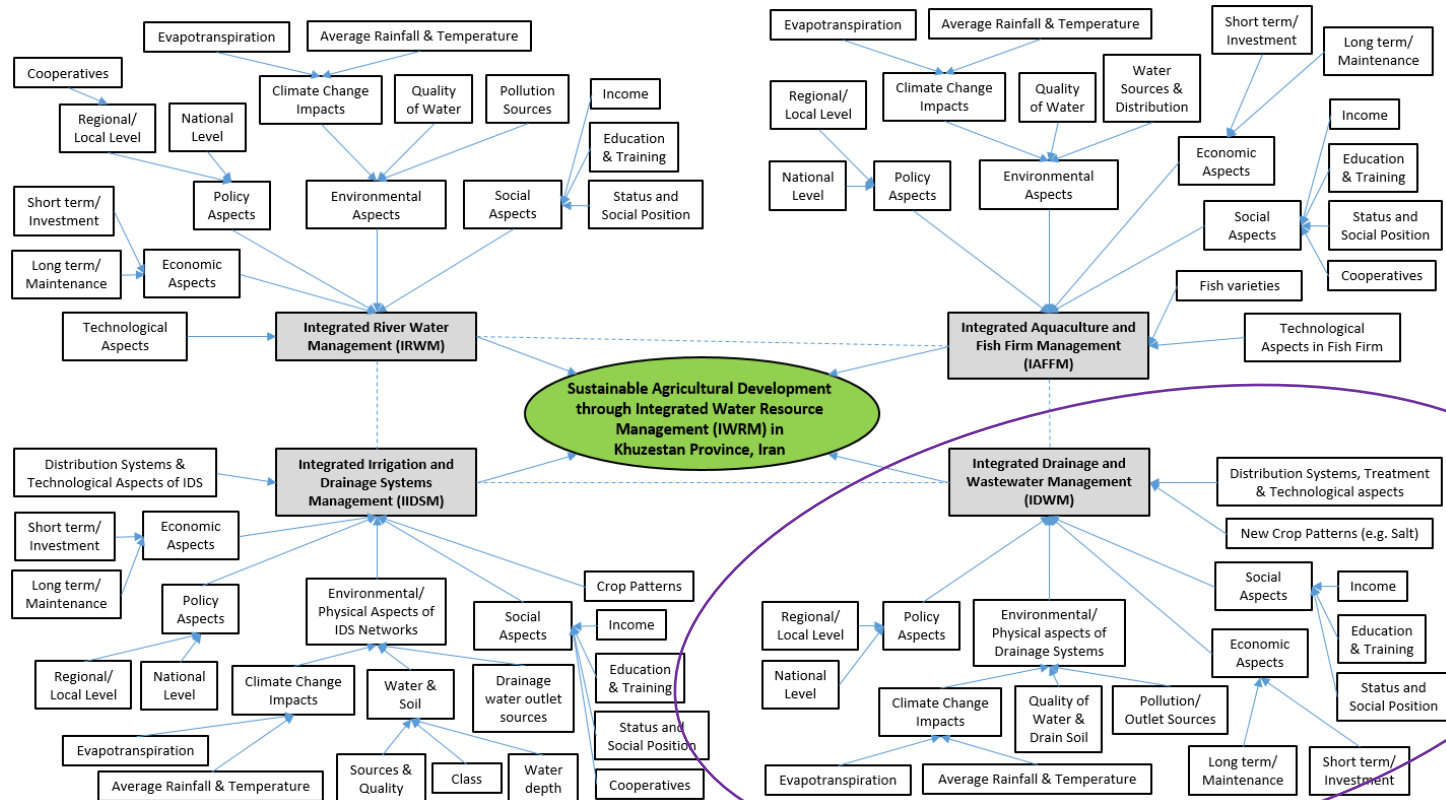 Evapotranspiration
Average Rainfall & Temperature
Cooperatives
Climate Change
Impacts
Quality
of Water
Pollution
Sources
Income
Regional/
Local Level
National
Level
Education
& Training
Short term/
Investment
Policy
Aspects
Environmental
Aspects
Social
Aspects
Status and
Social Position
Long term/
Maintenance
Economic
Aspects
Technological
Aspects
Integrated River Water
Management (IRWM)
Evapotranspiration
Average Rainfall & Temperature
Short term/
Investment
Long term/
Maintenance
Regional/
Local Level
Climate Change
Impacts
Quality
of Water
Water
Sources &
Distribution
Income
National
Level
Policy
Aspects
Environmental
Aspects
Economic
Aspects
Education
& Training
Social
Aspects
Status and
Social Position
Cooperatives
Fish varieties
Integrated Aquaculture and
Fish Firm Management
(IAFFM)
Technological
Aspects in Fish Firm
Sustainable Agricultural Development
through Integrated Water Resource
Management (IWRM) in
Khuzestan Province, Iran
Distribution Systems &
Technological Aspects of IDS
Integrated Irrigation and
Drainage Systems
Management (IIDSM)
Short term/
Investment
Economic
Aspects
Long term/
Maintenance
Policy
Aspects
Environmental/
Physical Aspects of
IDS Networks
Social
Aspects
Crop Patterns
Income
Regional/
Local Level
National
Level
Climate Change
Impacts
Water &
Soil
Drainage
water outlet
sources
Education
& Training
Evapotranspiration
Average Rainfall & Temperature
Sources &
Quality
Class
Water
depth
Status and
Social Position
Cooperatives
Integrated Drainage and
Wastewater Management
(IDWM)
Distribution Systems, Treatment
& Technological aspects
New Crop Patterns (e.g. Salt)
Regional/
Local Level
Policy
Aspects
Environmental/
Physical aspects of
Drainage Systems
Social
Aspects
Income
National
Level
Economic
Aspects
Education
& Training
Climate Change
Impacts
Quality of
Water &
Drain Soil
Pollution/
Outlet Sources
Status and
Social Position
Evapotranspiration
Average Rainfall & Temperature
Long term/
Maintenance
Short term/
Investment